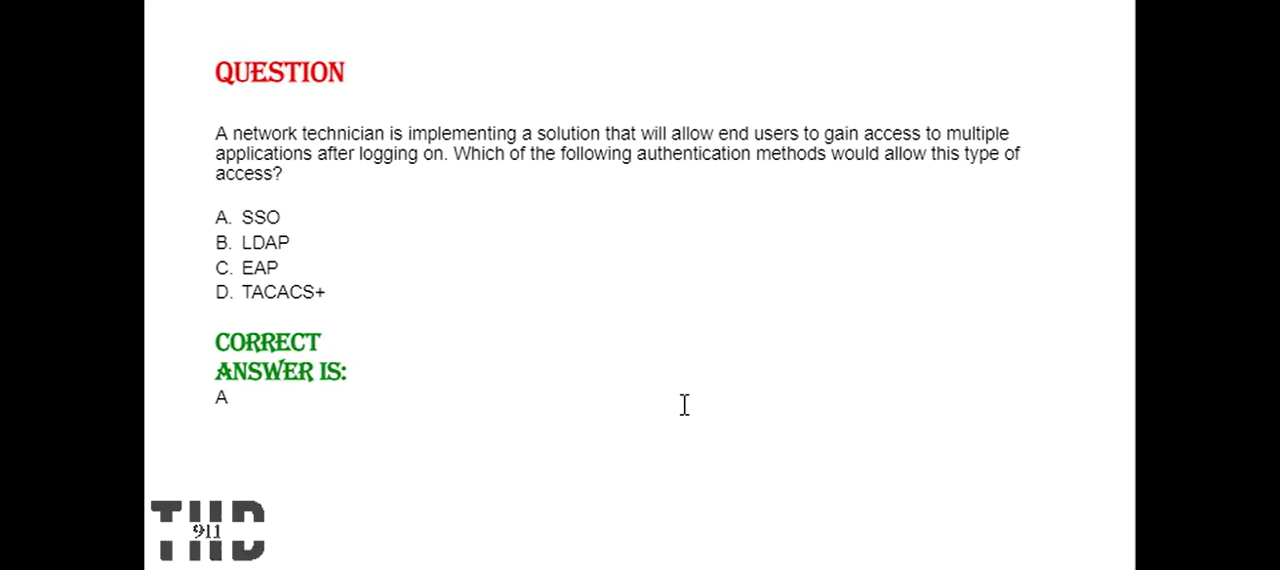 QUESTION
A network technician is implementing a solution that will allow end users to gain access to multiple
applications after logging on. Which of the following authentication methods would allow this type of
access?
A. SSO
B. LDAP
C. EAP
D. TACACS+
CORRECT
ANSWER IS:
A
THD
911